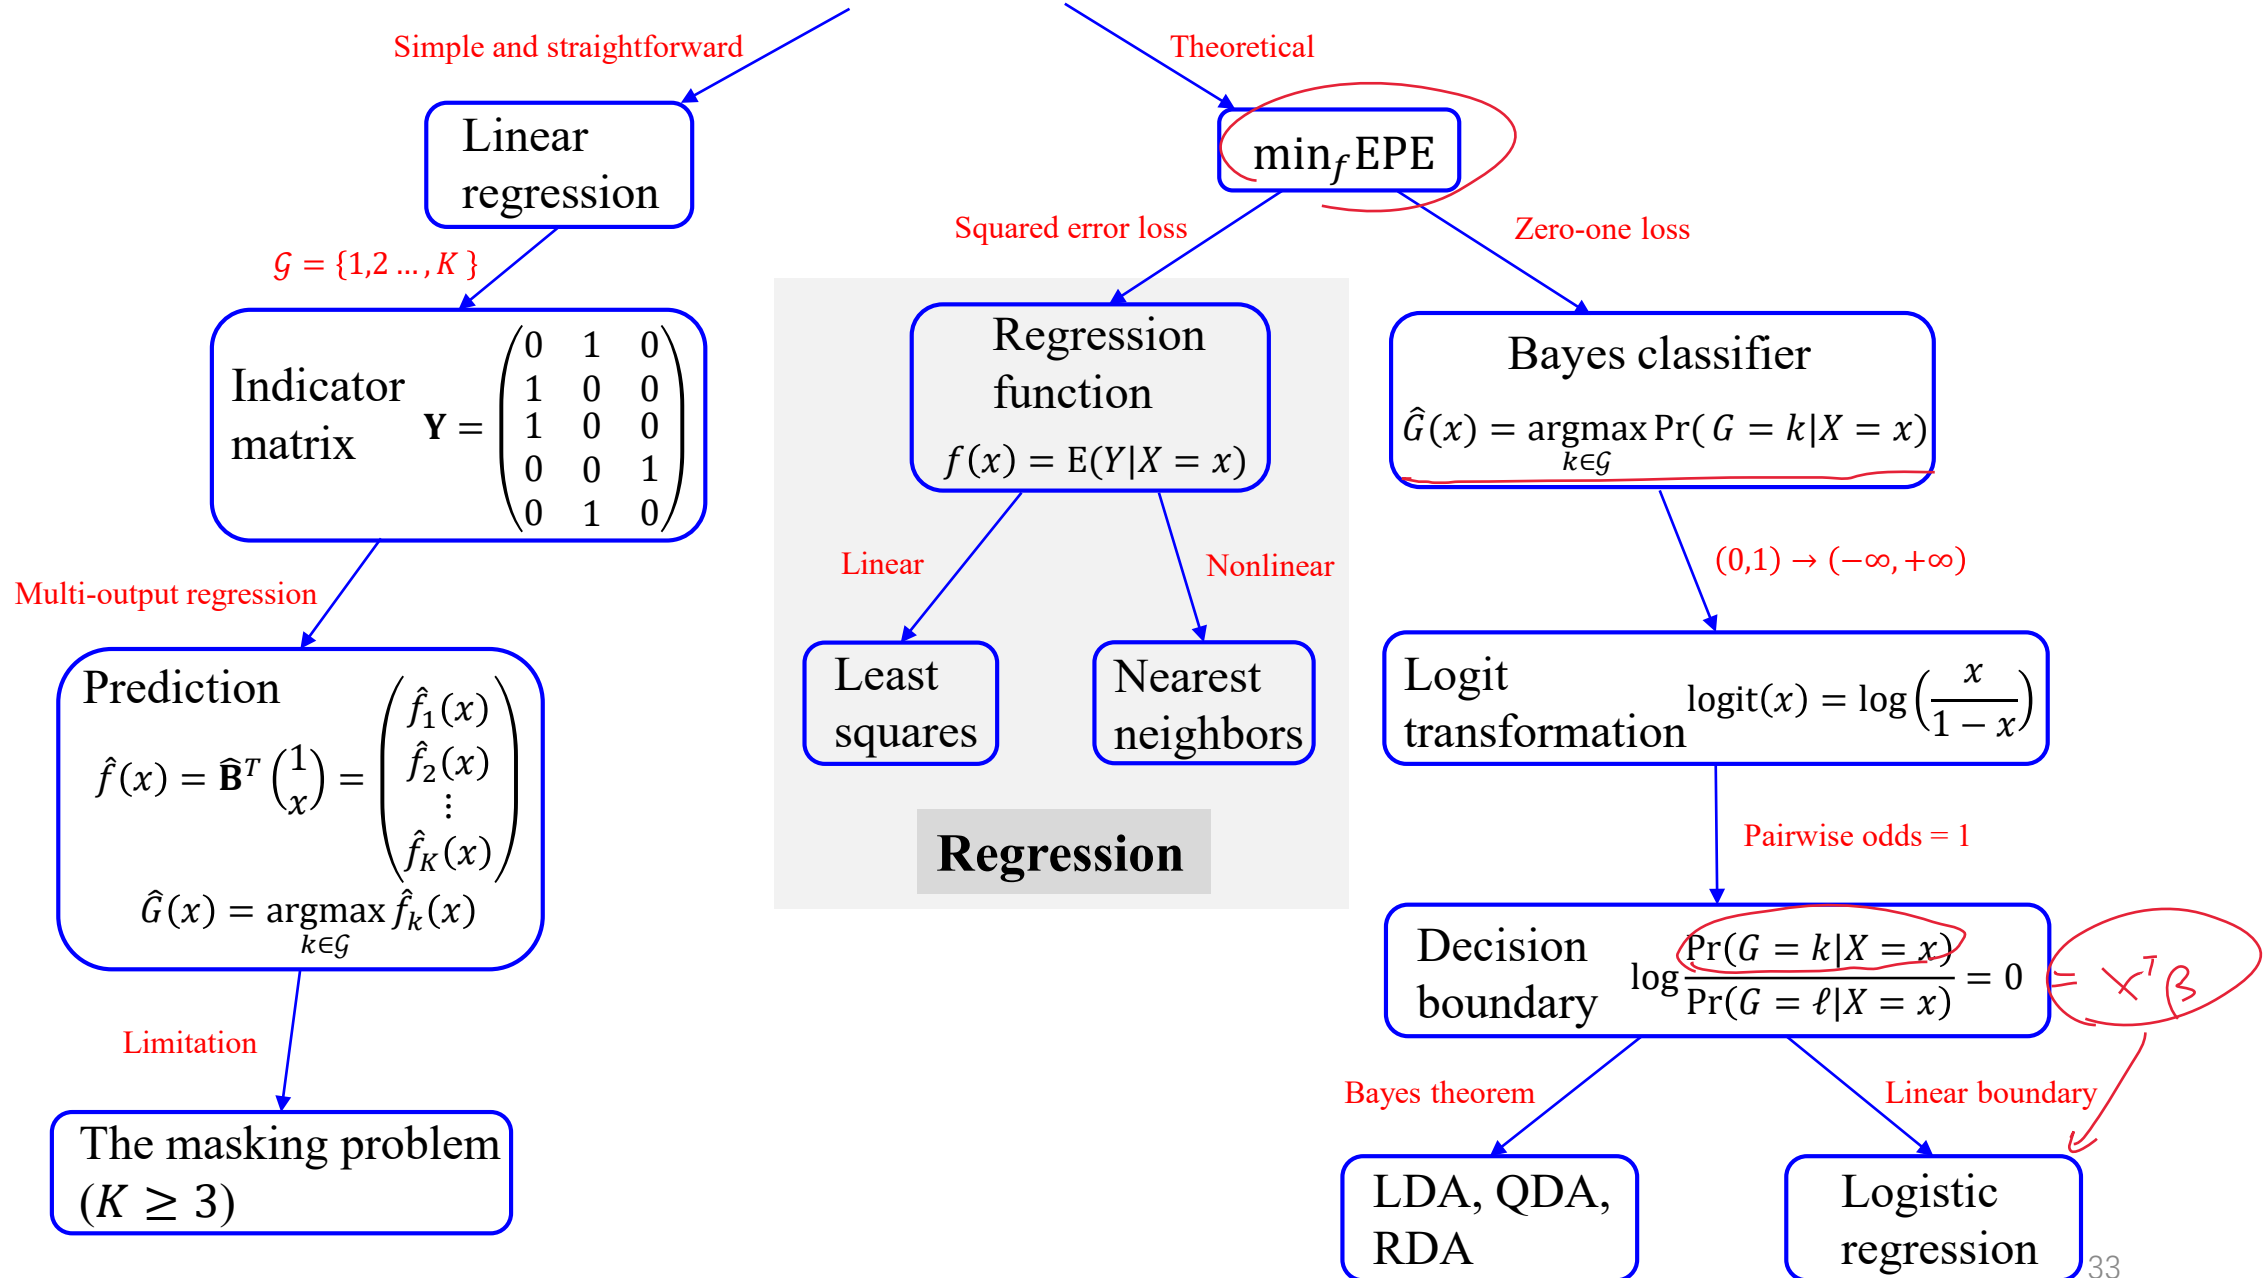 Simple and straightforward
Theoretical
Linear
regression
min_f EPE
𝒢 = {1,2 …, K }
Squared error loss
Zero-one loss
Indicator
matrix
Y =
0 1 0
1 0 0
1 0 0
0 0 1
0 1 0
Regression
function
f(x) = E(Y|X = x)
Bayes classifier
Ĝ(x) = argmax Pr( G = k|X = x)
k∈𝒢
Multi-output regression
Linear
Nonlinear
(0,1) → (−∞, +∞)
Prediction
f̂(x) = B̂ᵀ (1 x) = (f̂₁(x) f̂₂(x) ⋮ f̂_K(x))
Ĝ(x) = argmax f̂ₖ(x)
k∈𝒢
Least
squares
Nearest
neighbors
Regression
Logit
transformation
logit(x) = log(x / 1 − x)
Pairwise odds = 1
Decision
boundary
log Pr(G = k|X = x) / Pr(G = ℓ|X = x) = 0
= xᵀβ
Limitation
The masking problem
(K ≥ 3)
Bayes theorem
Linear boundary
LDA, QDA,
RDA
Logistic
regression
33